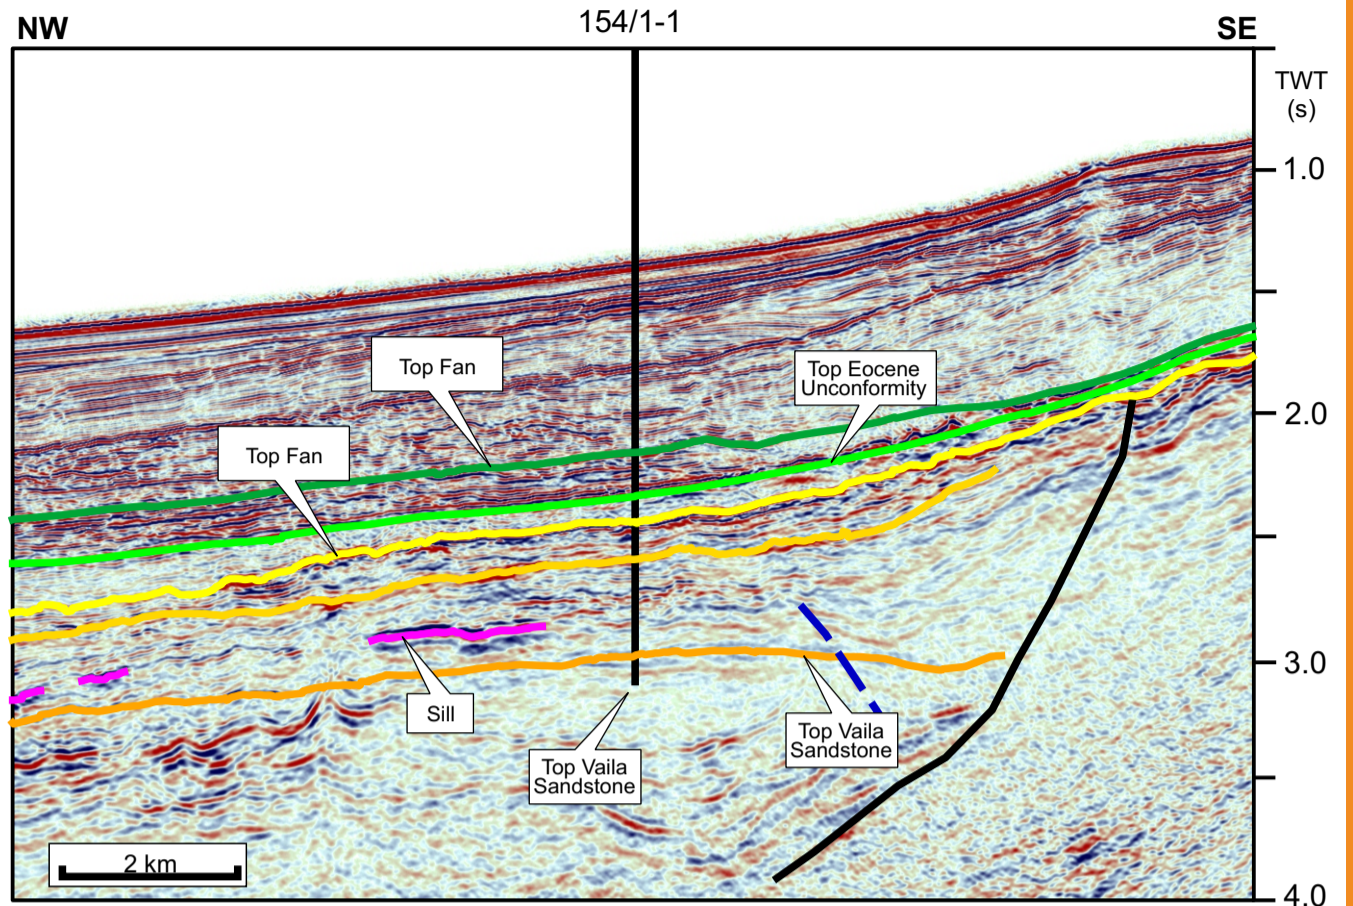 NW
154/1-1
SE
TWT
(s)
1.0
Top Fan
Top Eocene
Unconformity
2.0
Top Fan
3.0
Sill
Top Vaila
Sandstone
Top Vaila
Sandstone
2 km
4.0